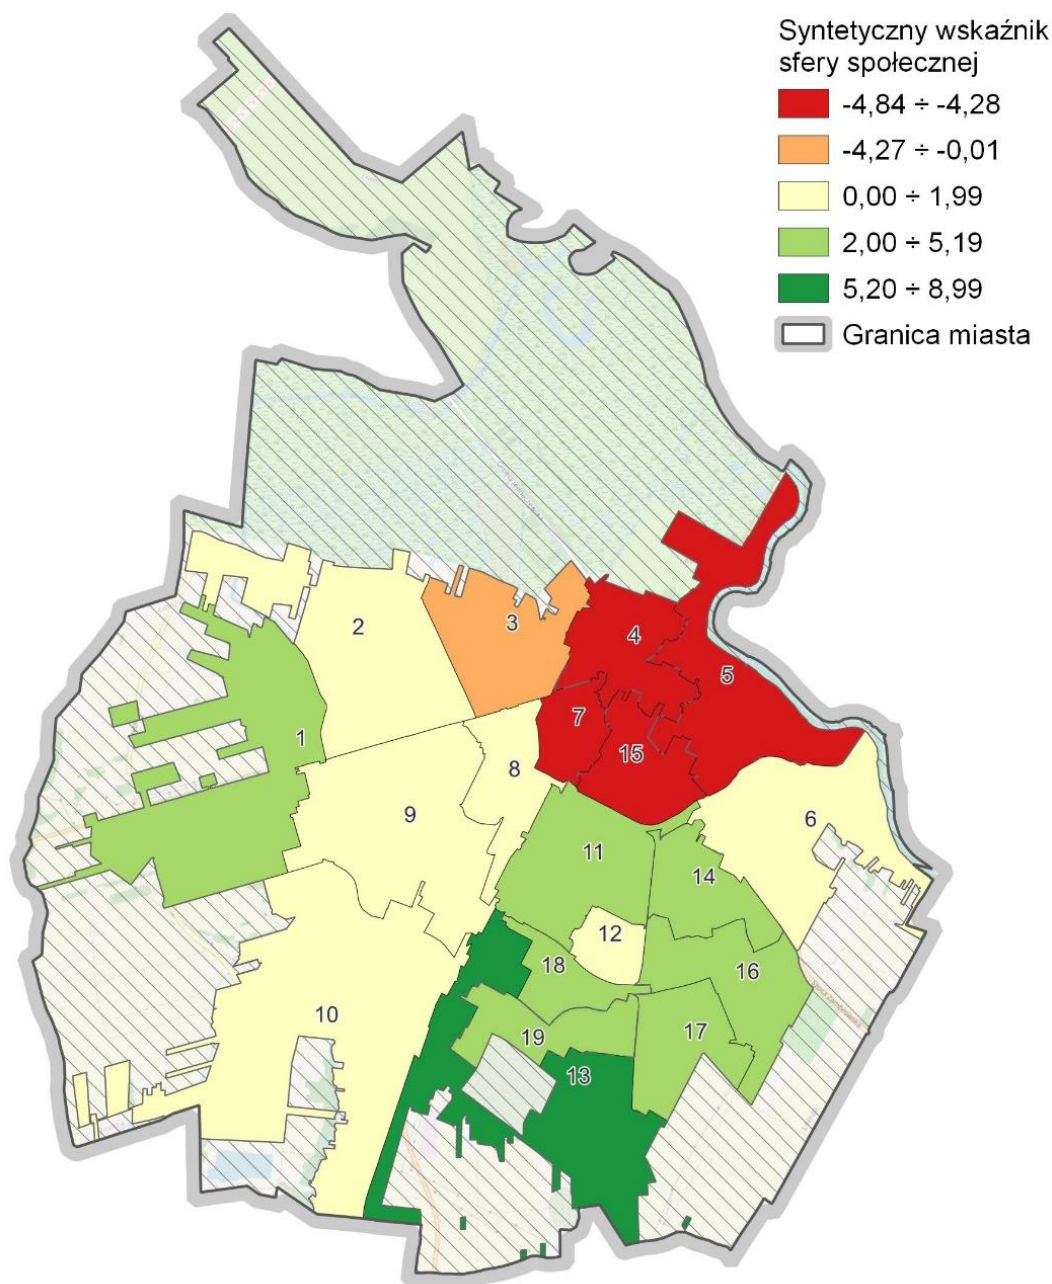 Syntetyczny wskaźnik
sfery społecznej
-4,84 ÷ -4,28
-4,27 ÷ -0,01
0,00 ÷ 1,99
2,00 ÷ 5,19
5,20 ÷ 8,99
Granica miasta
2
3
4
5
7
1
15
8
9
6
11
14
12
18
16
10
19
17
13